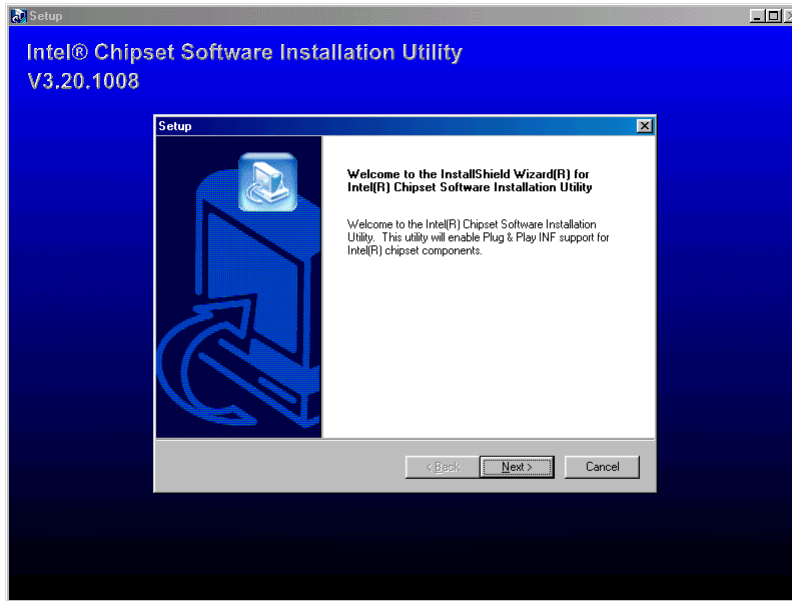 Setup
Intel® Chipset Software Installation Utility
V3.20.1008
Setup
Welcome to the InstallShield Wizard(R) for
Intel(R) Chipset Software Installation Utility
Welcome to the Intel(R) Chipset Software Installation
Utility. This utility will enable Plug & Play INF support for
Intel(R) chipset components.
< Back Next > Cancel